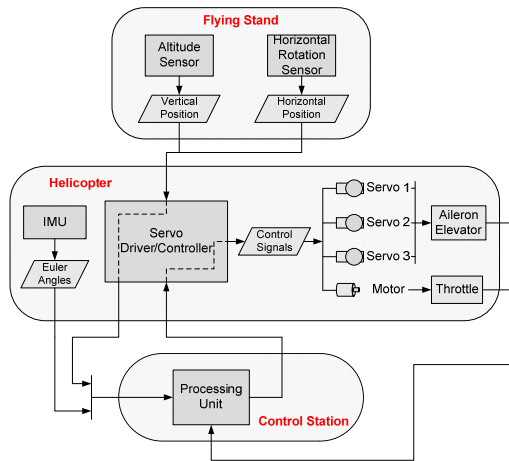 Flying Stand
Altitude
Sensor
Horizontal
Rotation
Sensor
Vertical
Position
Horizontal
Position
Helicopter
IMU
Euler
Angles
Servo
Driver/Controller
Control
Signals
Servo 1
Servo 2
Servo 3
Motor
Aileron
Elevator
Throttle
Processing
Unit
Control Station